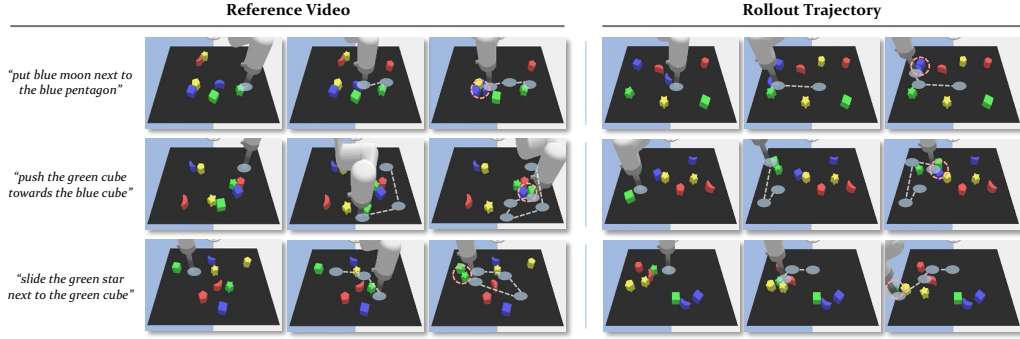 Reference Video
Rollout Trajectory
“put blue moon next to
the blue pentagon”
“push the green cube
towards the blue cube”
“slide the green star
next to the green cube”